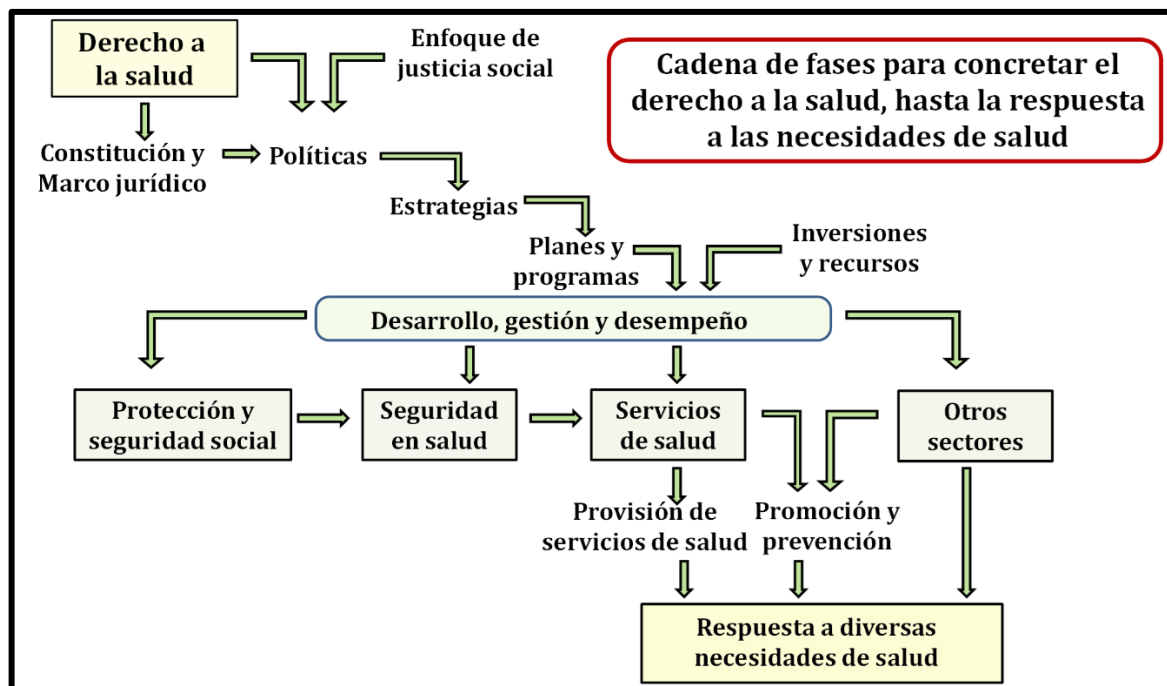 Derecho a
la salud
Enfoque de
justicia social
Cadena de fases para concretar el
derecho a la salud, hasta la respuesta
a las necesidades de salud
Constitución y
Marco jurídico
Políticas
Estrategias
Planes y
programas
Inversiones
y recursos
Desarrollo, gestión y desempeño
Protección y
seguridad social
Seguridad
en salud
Servicios
de salud
Otros
sectores
Provisión de
servicios de salud
Promoción y
prevención
Respuesta a diversas
necesidades de salud